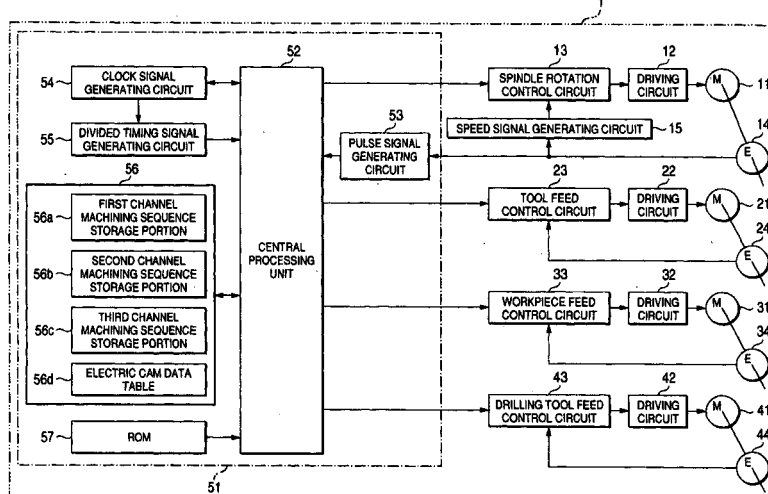 52
13
12
54
CLOCK SIGNAL
GENERATING CIRCUIT
SPINDLE ROTATION
CONTROL CIRCUIT
DRIVING
CIRCUIT
M
11
55
DIVIDED TIMING SIGNAL
GENERATING CIRCUIT
53
SPEED SIGNAL GENERATING CIRCUIT
15
14
PULSE SIGNAL
GENERATING
CIRCUIT
E
56
23
22
56a
FIRST CHANNEL
MACHINING SEQUENCE
STORAGE PORTION
TOOL FEED
CONTROL CIRCUIT
DRIVING
CIRCUIT
M
21
24
E
CENTRAL
PROCESSING
UNIT
56b
SECOND CHANNEL
MACHINING SEQUENCE
STORAGE PORTION
33
32
WORKPIECE FEED
CONTROL CIRCUIT
DRIVING
CIRCUIT
M
31
56c
THIRD CHANNEL
MACHINING SEQUENCE
STORAGE PORTION
34
E
56d
ELECTRIC CAM DATA
TABLE
43
42
DRILLING TOOL FEED
CONTROL CIRCUIT
DRIVING
CIRCUIT
M
41
57
ROM
44
E
51